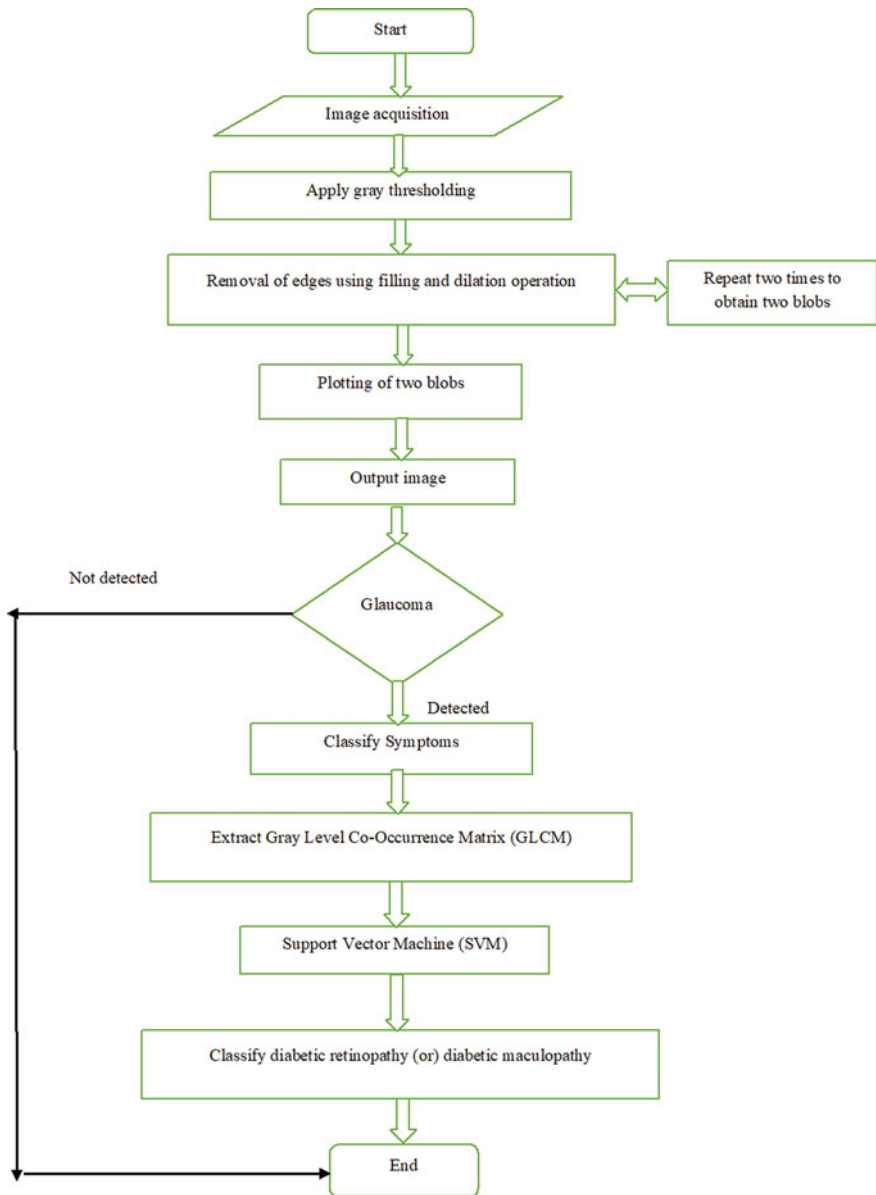 Start
Image acquisition
Apply gray thresholding
Removal of edges using filling and dilation operation
Repeat two times to
obtain two blobs
Plotting of two blobs
Output image
Not detected
Glaucoma
Detected
Classify Symptoms
Extract Gray Level Co-Occurrence Matrix (GLCM)
Support Vector Machine (SVM)
Classify diabetic retinopathy (or) diabetic maculopathy
End